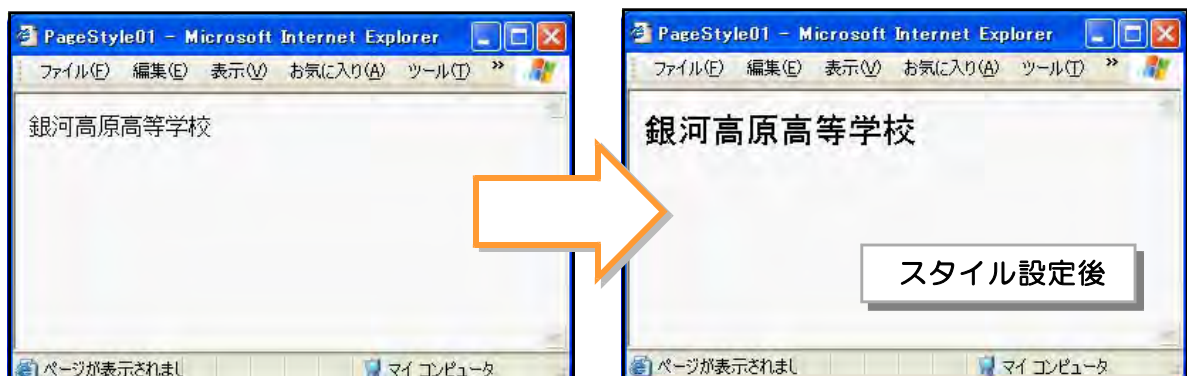 PageStyle01 - Microsoft Internet Explorer
ファイル(F) 編集(E) 表示(V) お気に入り(A) ツール(T) »
銀河高原高等学校
ページが表示されまし
マイ コンピュータ
PageStyle01 - Microsoft Internet Explorer
ファイル(F) 編集(E) 表示(V) お気に入り(A) ツール(T) »
銀河高原高等学校
スタイル設定後
ページが表示されまし
マイ コンピュータ